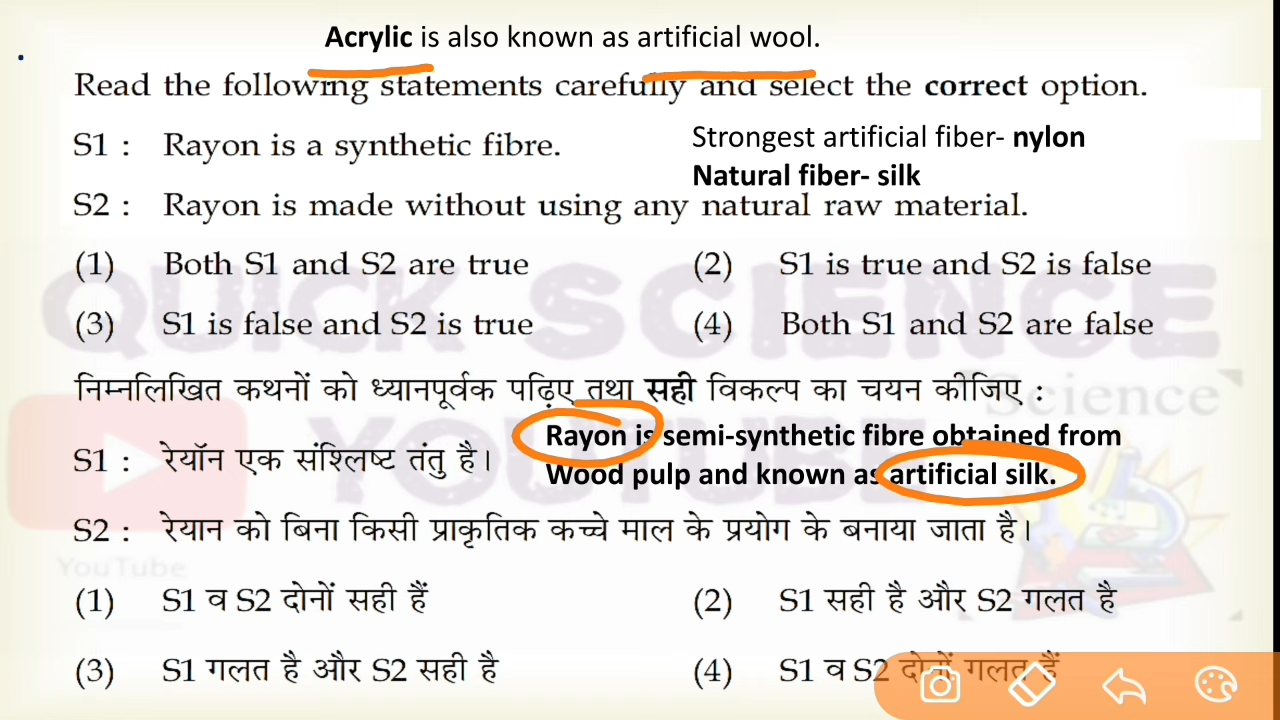 Acrylic is also known as artificial wool.
Read the following statements carefully and select the correct option.
S1 : Rayon is a synthetic fibre.
Strongest artificial fiber- nylon
Natural fiber- silk
S2 : Rayon is made without using any natural raw material.
(1) Both S1 and S2 are true (2) S1 is true and S2 is false
(3) S1 is false and S2 is true (4) Both S1 and S2 are false
QUICK SCIENCE
निम्नलिखित कथनों को ध्यानपूर्वक पढ़िए तथा सही विकल्प का चयन कीजिए :
Science
Rayon is semi-synthetic fibre obtained from
Wood pulp and known as artificial silk.
S1 : रेयॉन एक संश्लिष्ट तंतु है।
YOUTUBE
S2 : रेयान को बिना किसी प्राकृतिक कच्चे माल के प्रयोग के बनाया जाता है।
YouTube
(1) S1 व S2 दोनों सही हैं (2) S1 सही है और S2 गलत है
(3) S1 गलत है और S2 सही है (4) S1 व S2 दोनों गलत हैं